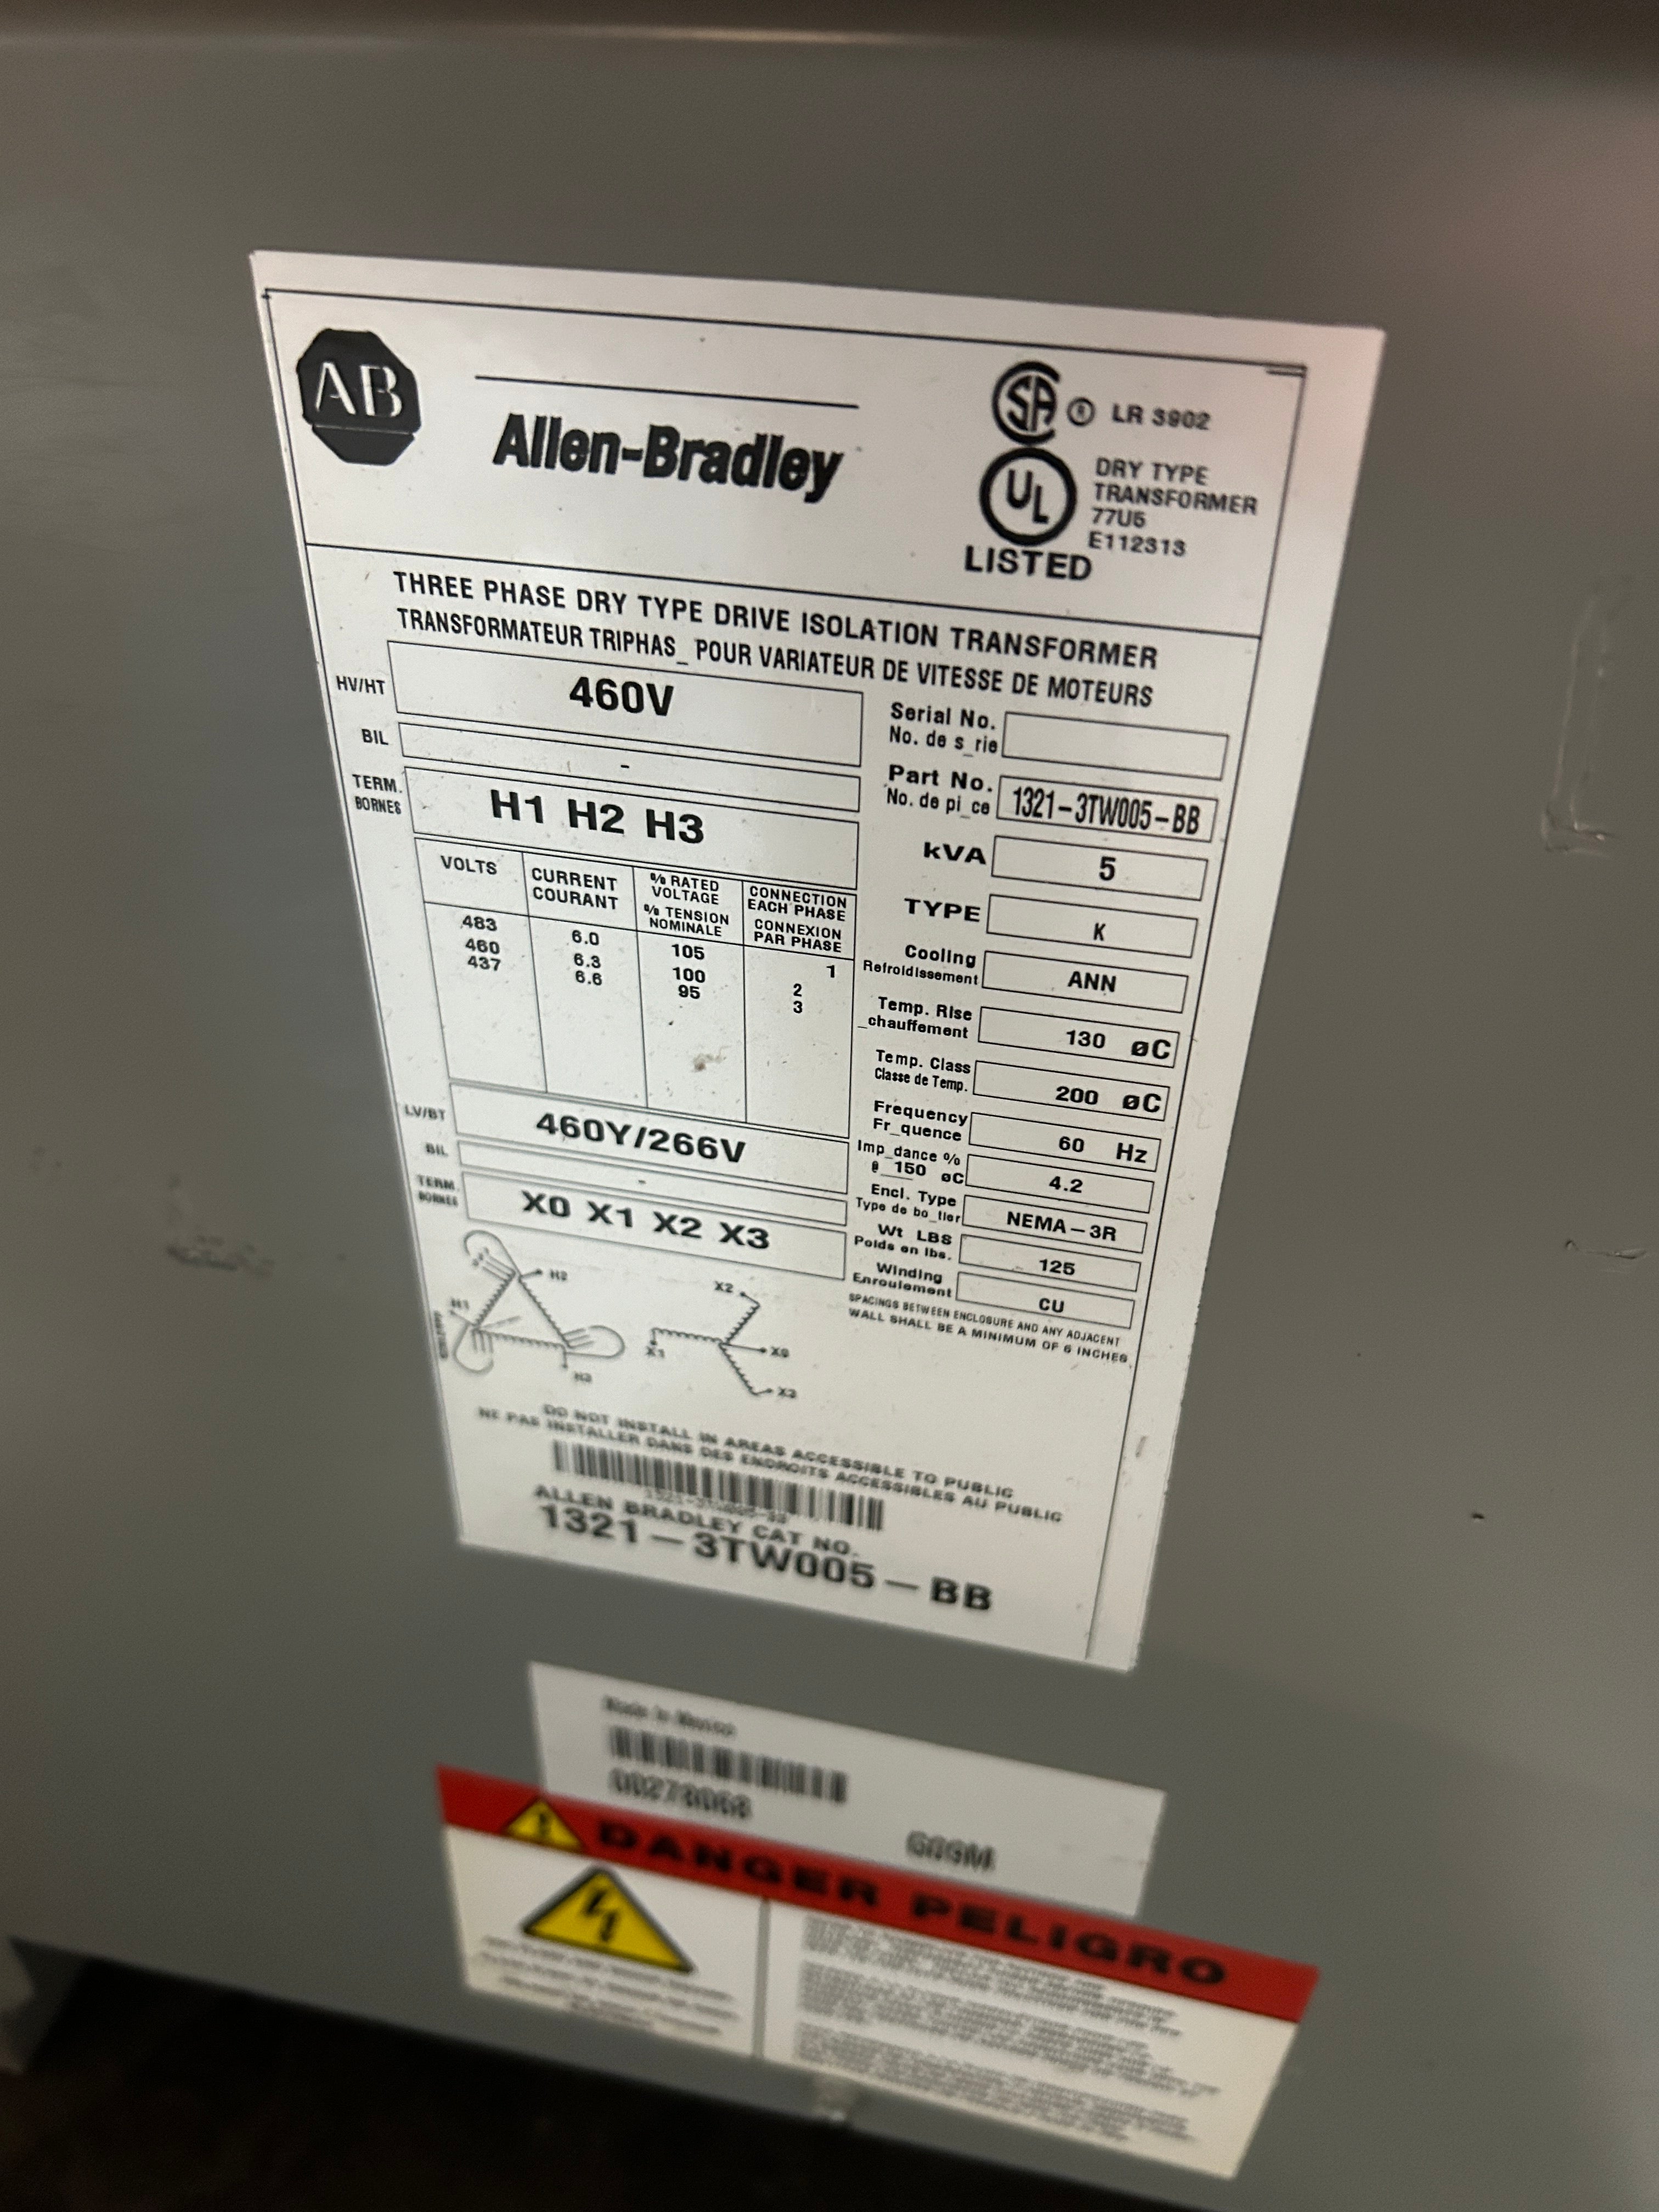 AB
Allen-Bradley
SA ® LR 3902
UL
LISTED
DRY TYPE
TRANSFORMER
77U5
E112313
THREE PHASE DRY TYPE DRIVE ISOLATION TRANSFORMER
TRANSFORMATEUR TRIPHAS_ POUR VARIATEUR DE VITESSE DE MOTEURS
HV/HT 460V
BIL -
TERM. BORNES H1 H2 H3
VOLTS
CURRENT
COURANT
% RATED
VOLTAGE
% TENSION
NOMINALE
CONNECTION
EACH PHASE
CONNEXION
PAR PHASE
483 6.0 105 1
460 6.3 100 2
437 6.6 95 3
LV/BT 460Y/266V
BIL -
TERM. BORNES X0 X1 X2 X3
H1
H2
H3
X1
X2
X0
X3
Serial No.
No. de s_rie
Part No.
No. de pi_ce
1321-3TW005-BB
kVA 5
TYPE K
Cooling
Refroidissement
ANN
Temp. Rise
_chauffement
130 øC
Temp. Class
Classe de Temp.
200 øC
Frequency
Fr_quence
60 Hz
Imp_dance %
@ 150 øC
4.2
Encl. Type
Type de bo_tier
NEMA-3R
Wt LBS
Poids en lbs.
125
Winding
Enroulement
CU
SPACINGS BETWEEN ENCLOSURE AND ANY ADJACENT
WALL SHALL BE A MINIMUM OF 6 INCHES
DO NOT INSTALL IN AREAS ACCESSIBLE TO PUBLIC
NE PAS INSTALLER DANS DES ENDROITS ACCESSIBLES AU PUBLIC
ALLEN BRADLEY CAT NO.
1321-3TW005-BB
Made in Mexico
DANGER PELIGRO